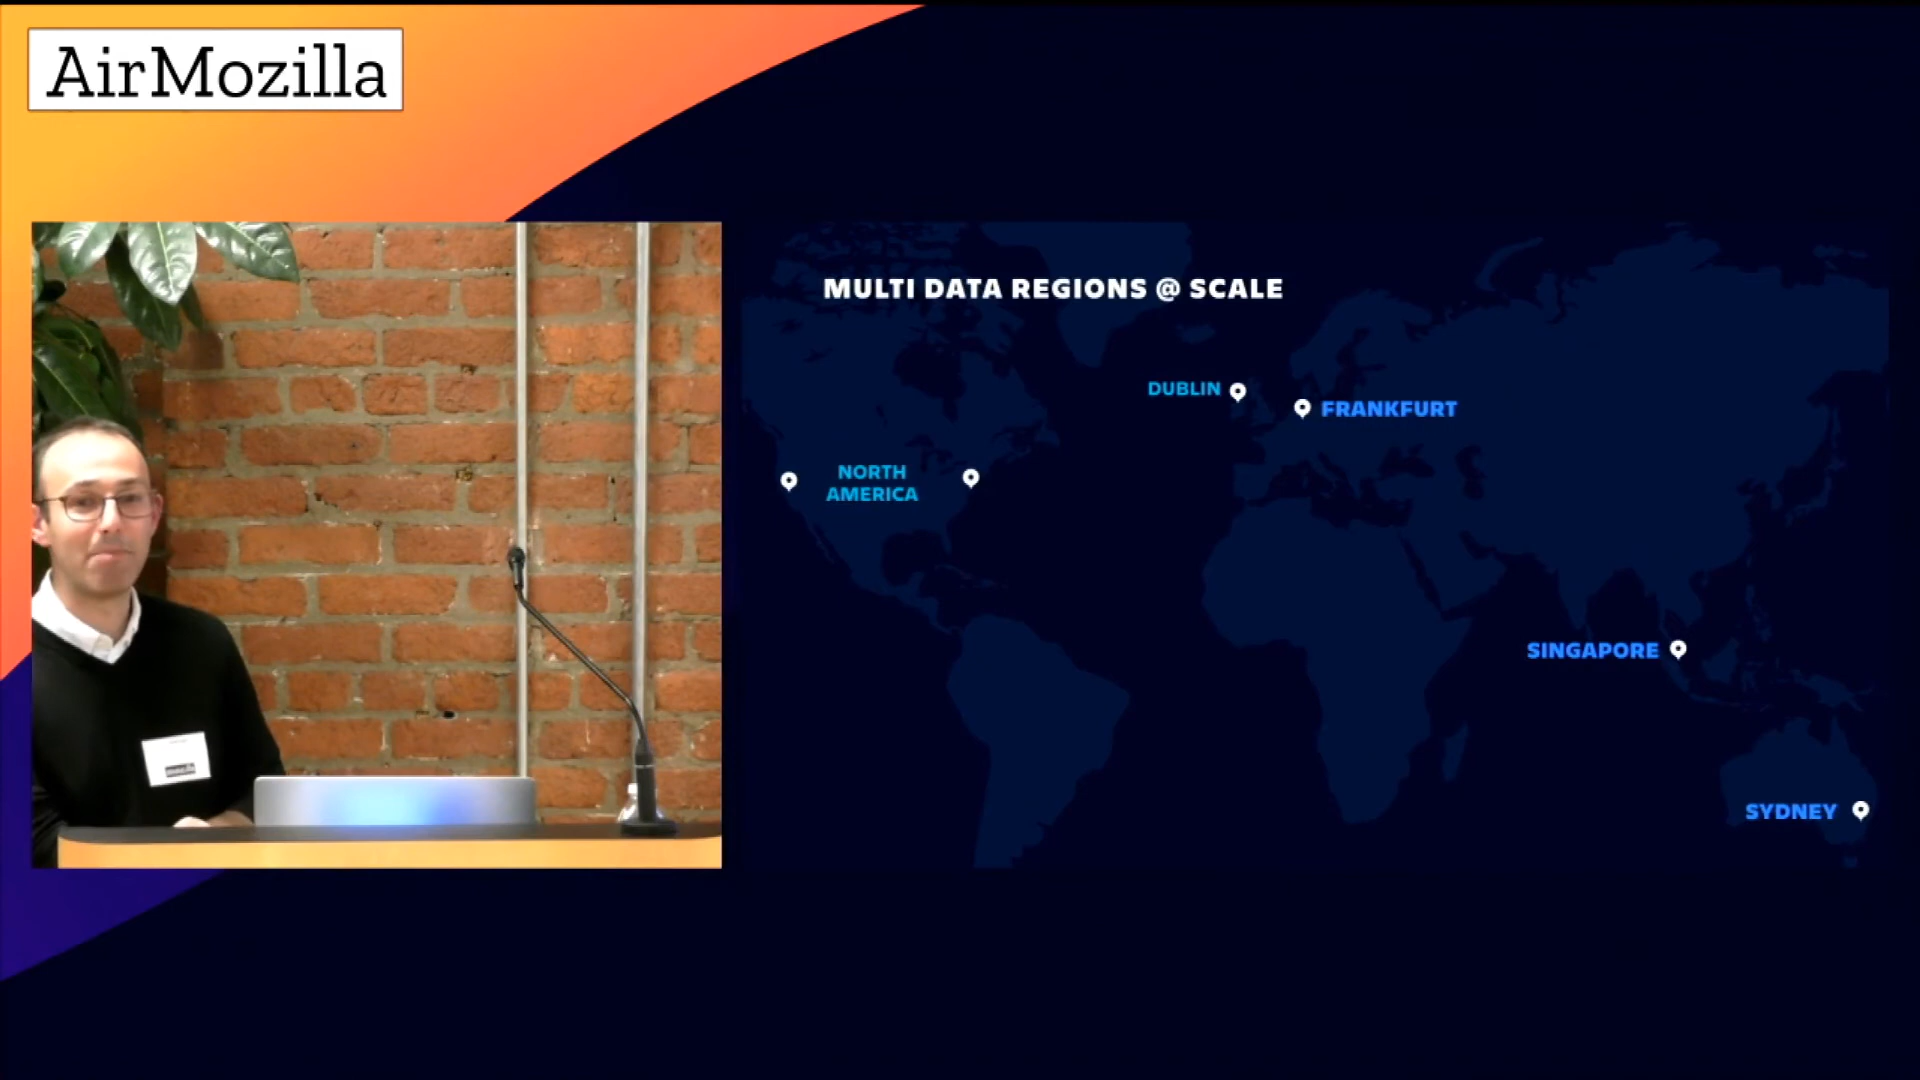 AirMozilla
MULTI DATA REGIONS @ SCALE
DUBLIN
FRANKFURT
NORTH
AMERICA
SINGAPORE
SYDNEY